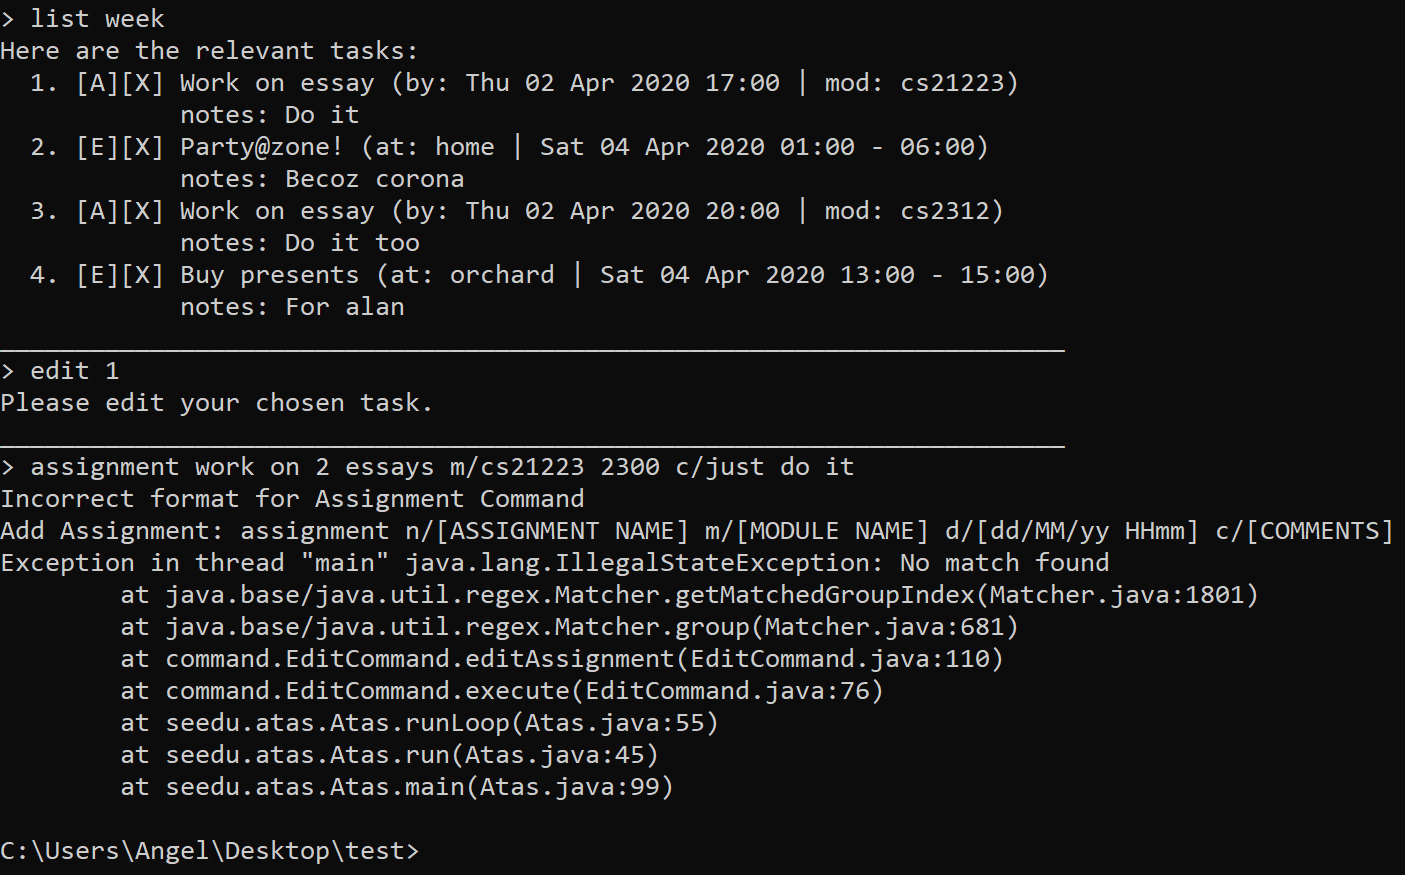 > list week
Here are the relevant tasks:
  1. [A][X] Work on essay (by: Thu 02 Apr 2020 17:00 | mod: cs21223)
            notes: Do it
  2. [E][X] Party@zone! (at: home | Sat 04 Apr 2020 01:00 - 06:00)
            notes: Becoz corona
  3. [A][X] Work on essay (by: Thu 02 Apr 2020 20:00 | mod: cs2312)
            notes: Do it too
  4. [E][X] Buy presents (at: orchard | Sat 04 Apr 2020 13:00 - 15:00)
            notes: For alan
_______________________________________________________________________
> edit 1
Please edit your chosen task.
_______________________________________________________________________
> assignment work on 2 essays m/cs21223 2300 c/just do it
Incorrect format for Assignment Command
Add Assignment: assignment n/[ASSIGNMENT NAME] m/[MODULE NAME] d/[dd/MM/yy HHmm] c/[COMMENTS]
Exception in thread "main" java.lang.IllegalStateException: No match found
        at java.base/java.util.regex.Matcher.getMatchedGroupIndex(Matcher.java:1801)
        at java.base/java.util.regex.Matcher.group(Matcher.java:681)
        at command.EditCommand.editAssignment(EditCommand.java:110)
        at command.EditCommand.execute(EditCommand.java:76)
        at seedu.atas.Atas.runLoop(Atas.java:55)
        at seedu.atas.Atas.run(Atas.java:45)
        at seedu.atas.Atas.main(Atas.java:99)

C:\Users\Angel\Desktop\test>